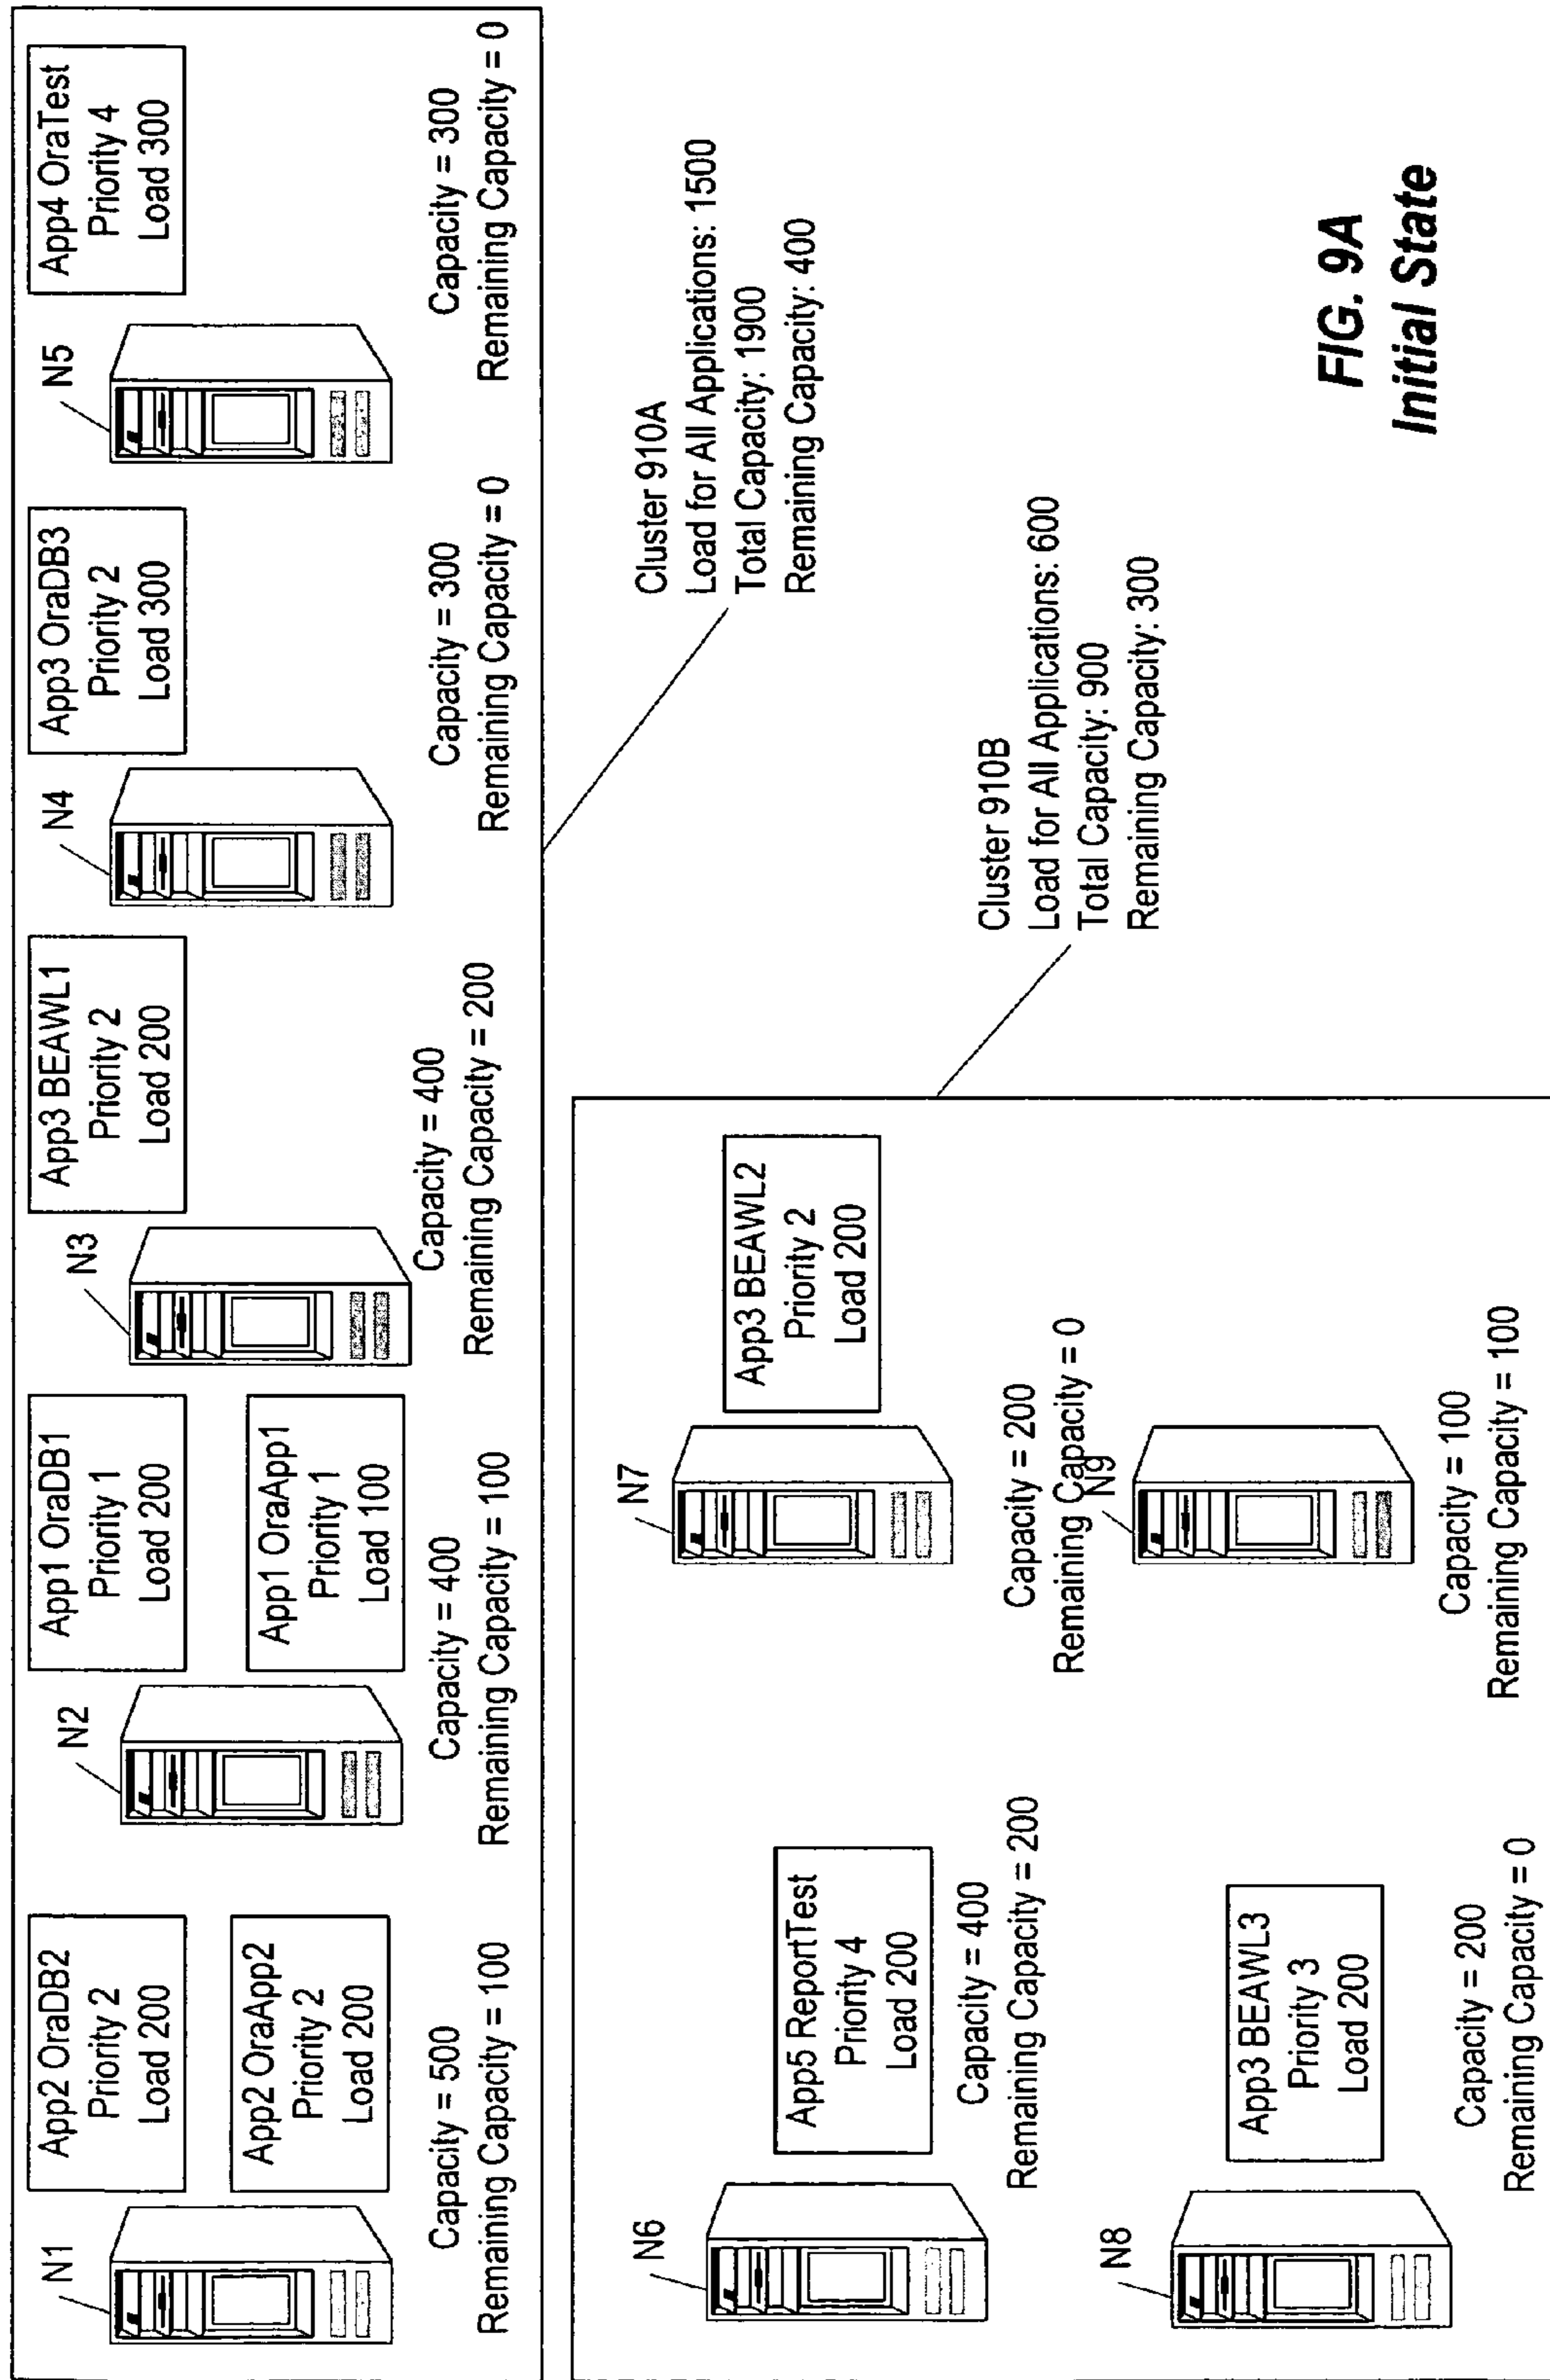 N1
App2 OraDB2
Priority 2
Load 200
App2 OraApp2
Priority 2
Load 200
Capacity = 500
Remaining Capacity = 100
N2
App1 OraDB1
Priority 1
Load 200
App1 OraApp1
Priority 1
Load 100
Capacity = 400
Remaining Capacity = 100
N3
App3 BEAWL1
Priority 2
Load 200
Capacity = 400
Remaining Capacity = 200
N4
App3 OraDB3
Priority 2
Load 300
Capacity = 300
Remaining Capacity = 0
N5
App4 OraTest
Priority 4
Load 300
Capacity = 300
Remaining Capacity = 0
Cluster 910A
Load for All Applications: 1500
Total Capacity: 1900
Remaining Capacity: 400
N6
App5 ReportTest
Priority 4
Load 200
Capacity = 400
Remaining Capacity = 200
N7
App3 BEAWL2
Priority 2
Load 200
Capacity = 200
Remaining Capacity = 0
N8
App3 BEAWL3
Priority 3
Load 200
Capacity = 200
Remaining Capacity = 0
N9
Capacity = 100
Remaining Capacity = 100
Cluster 910B
Load for All Applications: 600
Total Capacity: 900
Remaining Capacity: 300
FIG. 9A
Initial State